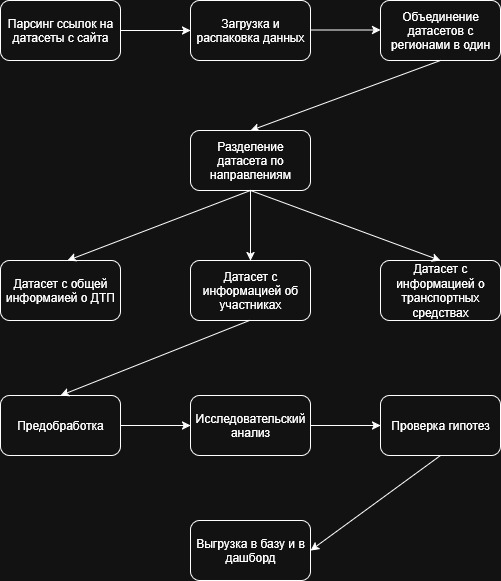 Парсинг ссылок на
датасеты с сайта
Загрузка и
распаковка данных
Объединение
датасетов с
регионами в один
Разделение
датасета по
направлениям
Датасет с общей
информаией о ДТП
Датасет с
информацией об
участниках
Датасет с
информацией о
транспортных
средствах
Предобработка
Исследовательский
анализ
Проверка гипотез
Выгрузка в базу и в
дашборд